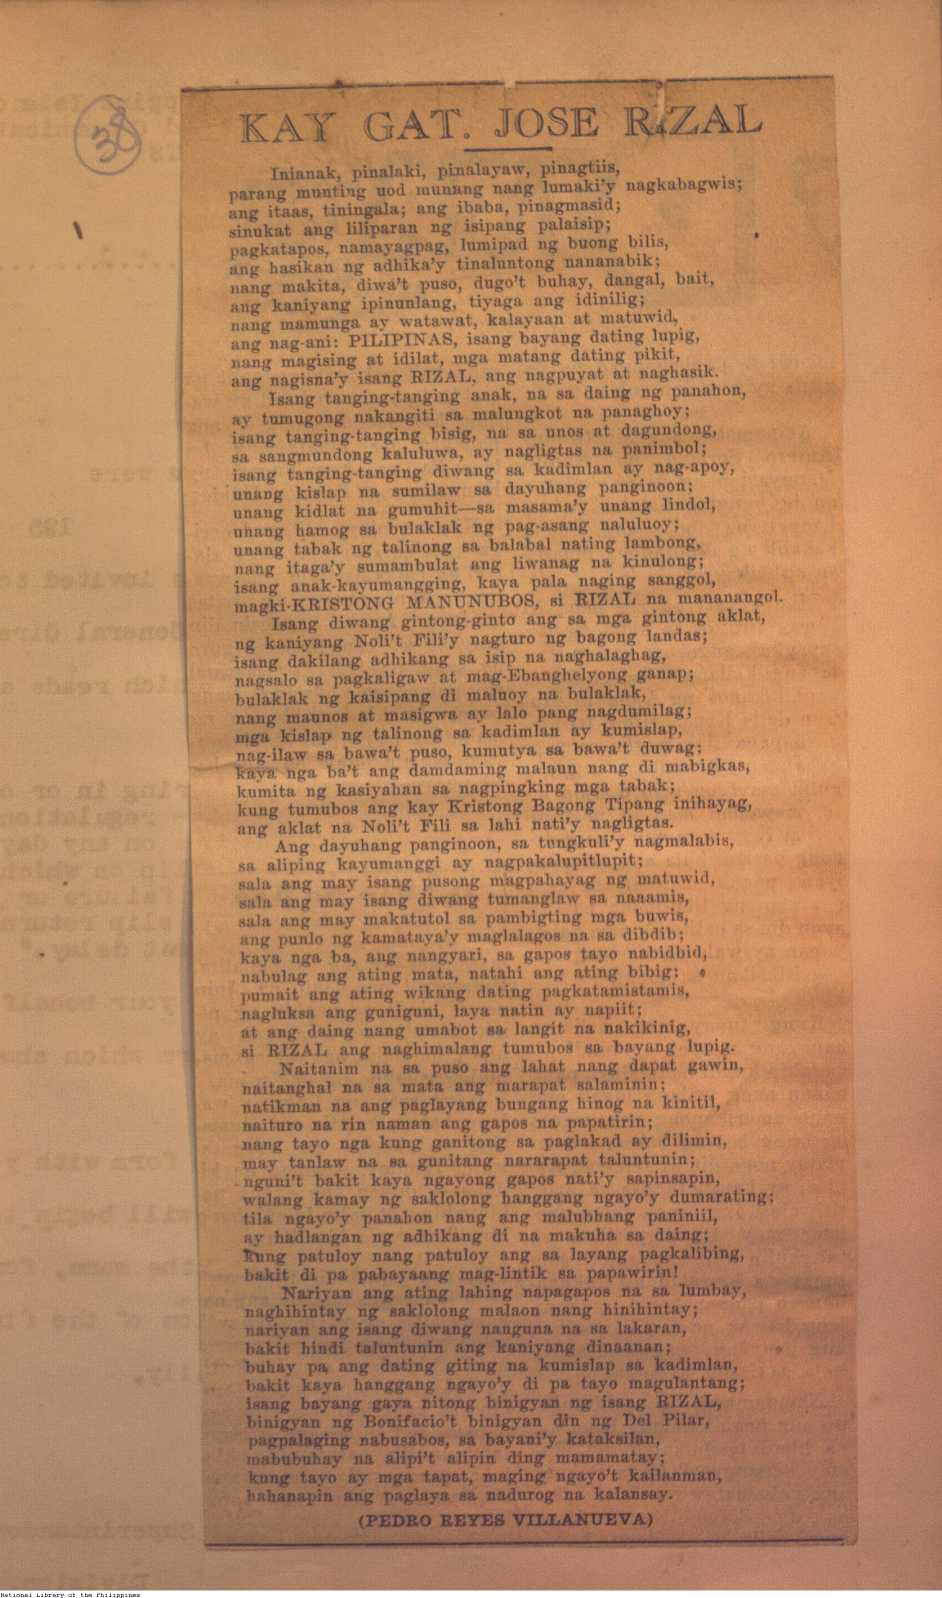 38
KAY GAT. JOSE RIZAL
Inianak, pinalaki, pinalayaw, pinagtiis,
parang munting uod munang nang lumaki'y nagkabagwis;
ang itaas, tiningala; ang ibaba, pinagmasid;
sinukat ang liliparan ng isipang palaisip;
pagkatapos, namayagpag, lumipad ng buong bilis,
ang hasikan ng adhika'y tinaluntong nananabik;
nang makita, diwa't puso, dugo't buhay, dangal, bait,
ang kaniyang ipinunlang, tiyaga ang idinilig;
nang mamunga ay watawat, kalayaan at matuwid,
ang nag-ani: PILIPINAS, isang bayang dating lupig,
nang magising at idilat, mga matang dating pikit,
ang nagisna'y isang RIZAL, ang nagpuyat at naghasik.
Isang tanging-tanging anak, na sa daing ng panahon,
ay tumugong nakangiti sa malungkot na panaghoy;
isang tanging-tanging bisig, na sa unos at dagundong,
sa sangmundong kaluluwa, ay nagligtas na panimbol;
isang tanging-tanging diwang sa kadimlan ay nag-apoy,
unang kislap na sumilaw sa dayuhang panginoon;
unang kidlat na gumuhit—sa masama'y unang lindol,
unang hamog sa bulaklak ng pag-asang naluluoy;
unang tabak ng talinong sa balabal nating lambong,
nang itaga'y sumambulat ang liwanag na kinulong;
isang anak-kayumangging, kaya pala naging sanggol,
magki-KRISTONG MANUNUBOS, si RIZAL na mananangol.
Isang diwang gintong-ginto ang sa mga gintong aklat,
ng kaniyang Noli't Fili'y nagturo ng bagong landas;
isang dakilang adhikang sa isip na naghalaghag,
nagsalo sa pagkaligaw at mag-Ebanghelyong ganap;
bulaklak ng kaisipang di maluoy na bulaklak,
nang maunos at masigwa ay lalo pang nagdumilag;
mga kislap ng talinong sa kadimlan ay kumislap,
nag-ilaw sa bawa't puso, kumutya sa bawa't duwag;
kaya nga ba't ang damdaming malaun nang di mabigkas,
kumita ng kasiyahan sa nagpingking mga tabak;
kung tumubos ang kay Kristong Bagong Tipang inihayag,
ang aklat na Noli't Fili sa lahi nati'y nagligtas.
Ang dayuhang panginoon, sa tungkuli'y nagmalabis,
sa aliping kayumanggi ay nagpakalupitlupit;
sala ang may isang pusong magpahayag ng matuwid,
sala ang may isang diwang tumanglaw sa nanamis,
sala ang may makatutol sa pambigting mga buwis,
ang punlo ng kamataya'y maglalagos na sa dibdib;
kaya nga ba, ang nangyari, sa gapos tayo nabidbid,
nabulag ang ating mata, natahi ang ating bibig;
pumait ang ating wikang dating pagkatamistamis,
nagluksa ang guniguni, laya natin ay napiit;
at ang daing nang umabot sa langit na nakikinig,
si RIZAL ang naghimalang tumubos sa bayang lupig.
Naitanim na sa puso ang lahat nang dapat gawin,
naitanghal na sa mata ang marapat salaminin;
natikman na ang paglayang bungang hinog na kinitil,
naituro na rin naman ang gapos na papatirin;
nang tayo nga kung ganitong sa paglakad ay dilimin,
may tanlaw na sa gunitang nararapat taluntunin;
nguni't bakit kaya ngayong gapos nati'y sapinsapin,
walang kamay ng saklolong hanggang ngayo'y dumarating;
tila ngayo'y panahon nang ang malubhang paniniil,
ay hadlangan ng adhikang di na makuha sa daing;
Kung patuloy nang patuloy ang sa layang pagkalibing,
bakit di pa pabayaang mag-lintik sa papawirin!
Nariyan ang ating lahing napagapos na sa lumbay,
naghihintay ng saklolong malaon nang hinihintay;
nariyan ang isang diwang nanguna na sa lakaran,
bakit hindi taluntunin ang kaniyang dinaanan;
buhay pa ang dating giting na kumislap sa kadimlan,
bakit kaya hanggang ngayo'y di pa tayo magulantang;
isang bayang gaya nitong binigyan ng isang RIZAL,
binigyan ng Bonifacio't binigyan din ng Del Pilar,
pagpalaging nabusabos, sa bayani'y kataksilan,
mabubuhay na alipi't alipin ding mamamatay;
kung tayo ay mga tapat, maging ngayo't kailanman,
hahanapin ang paglaya sa nadurog na kalansay.
(PEDRO REYES VILLANUEVA)
National Library of the Philippines